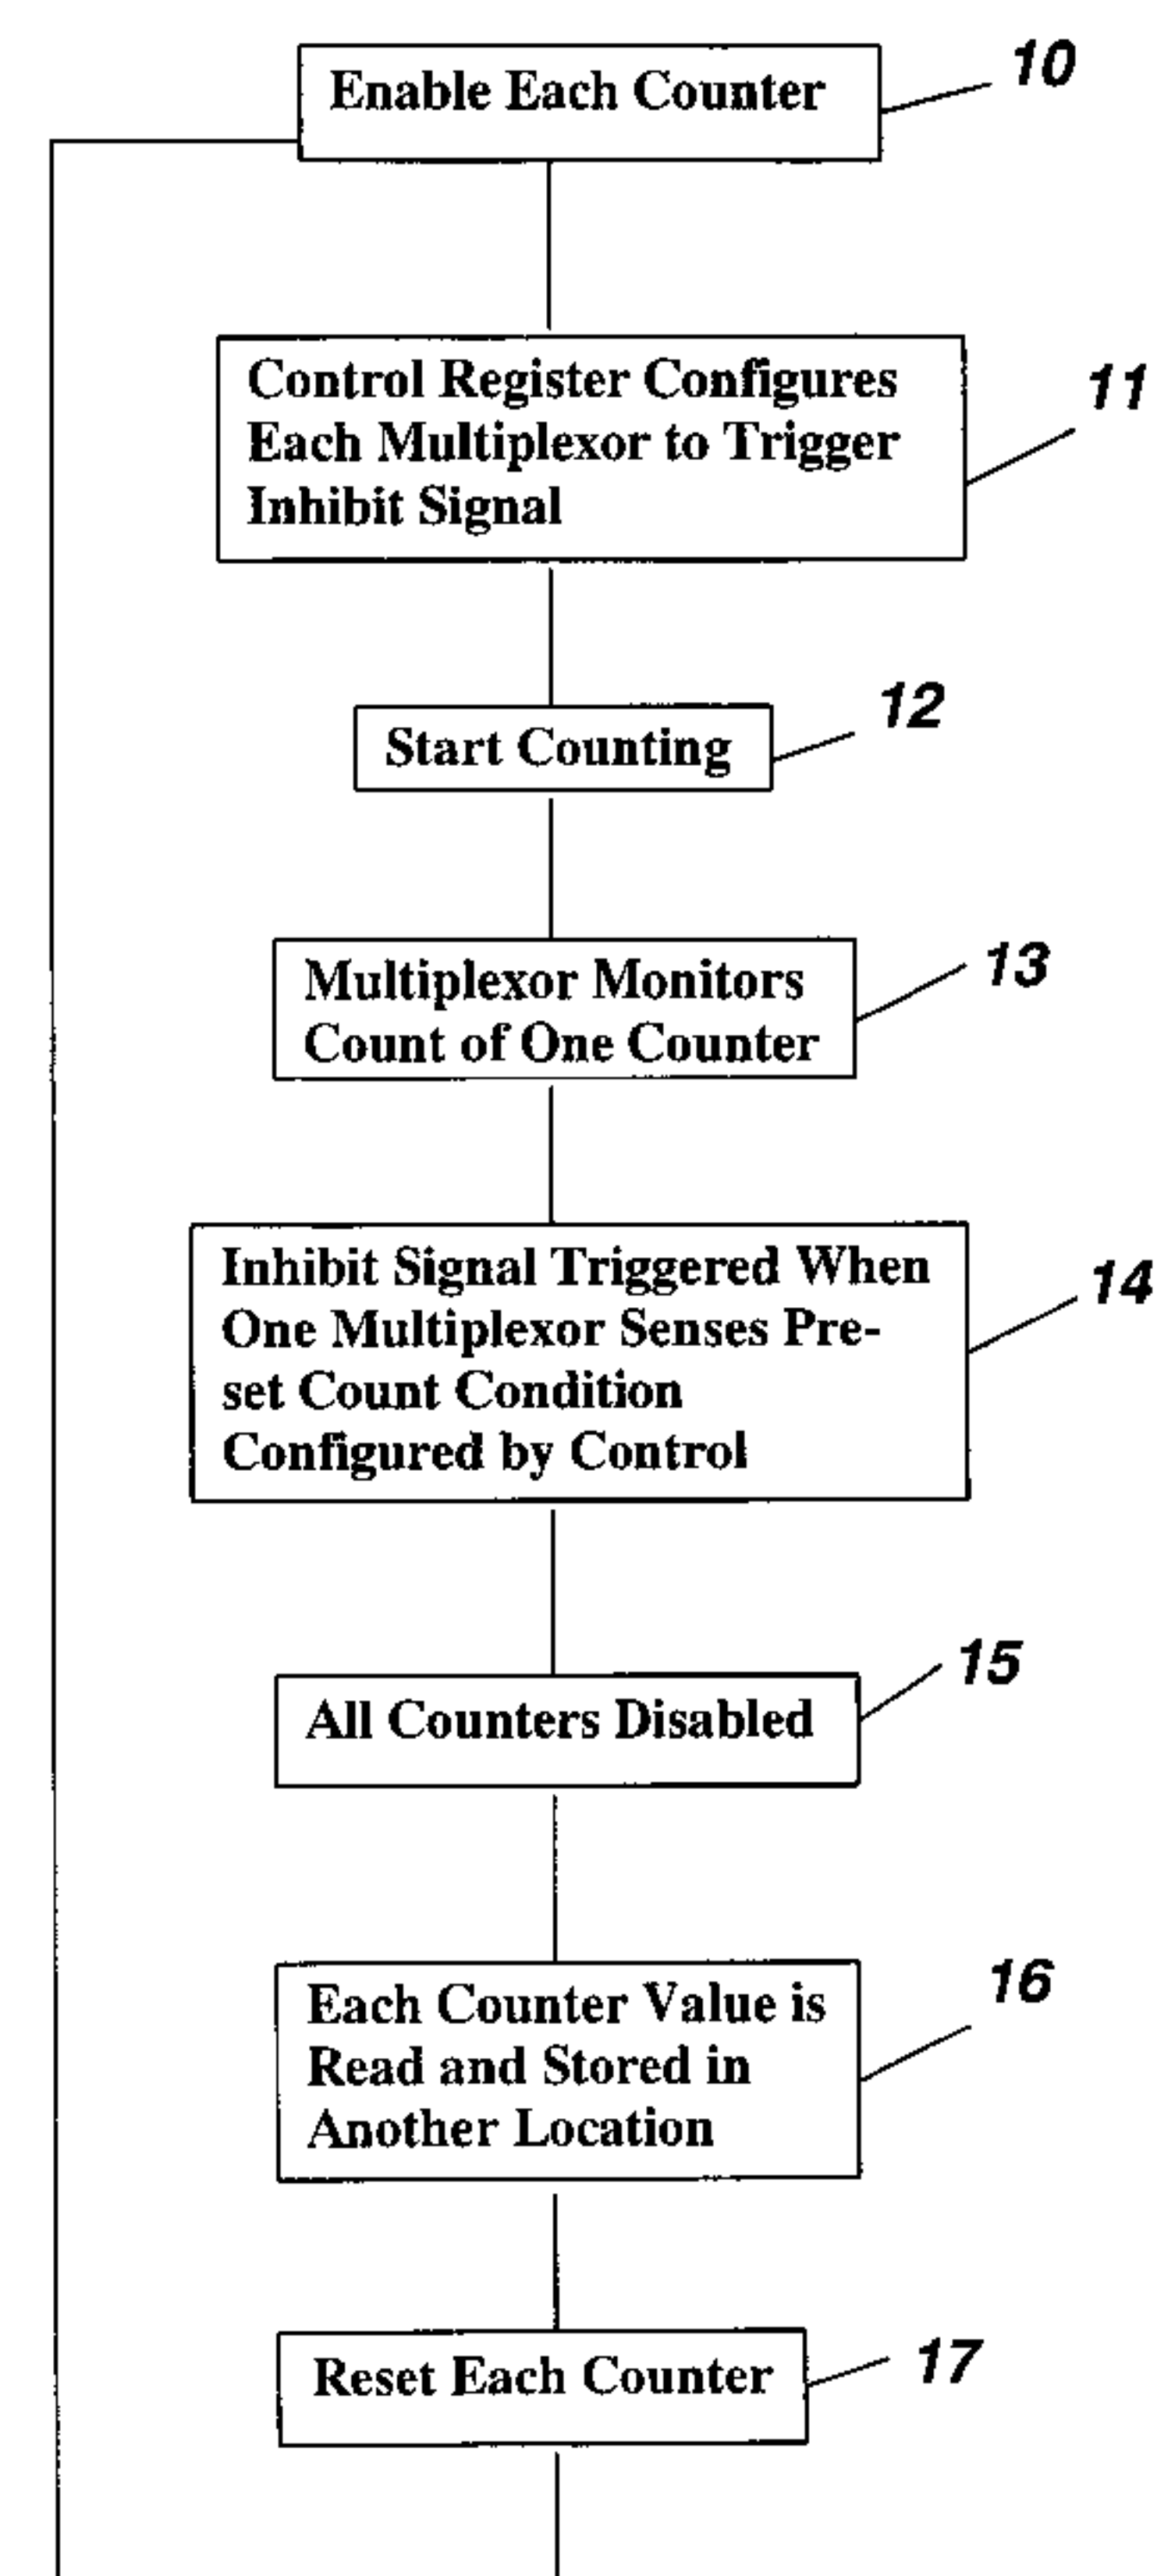 Enable Each Counter
10
Control Register Configures
Each Multiplexor to Trigger
Inhibit Signal
11
Start Counting
12
Multiplexor Monitors
Count of One Counter
13
Inhibit Signal Triggered When
One Multiplexor Senses Pre-
set Count Condition
Configured by Control
14
All Counters Disabled
15
Each Counter Value is
Read and Stored in
Another Location
16
Reset Each Counter
17